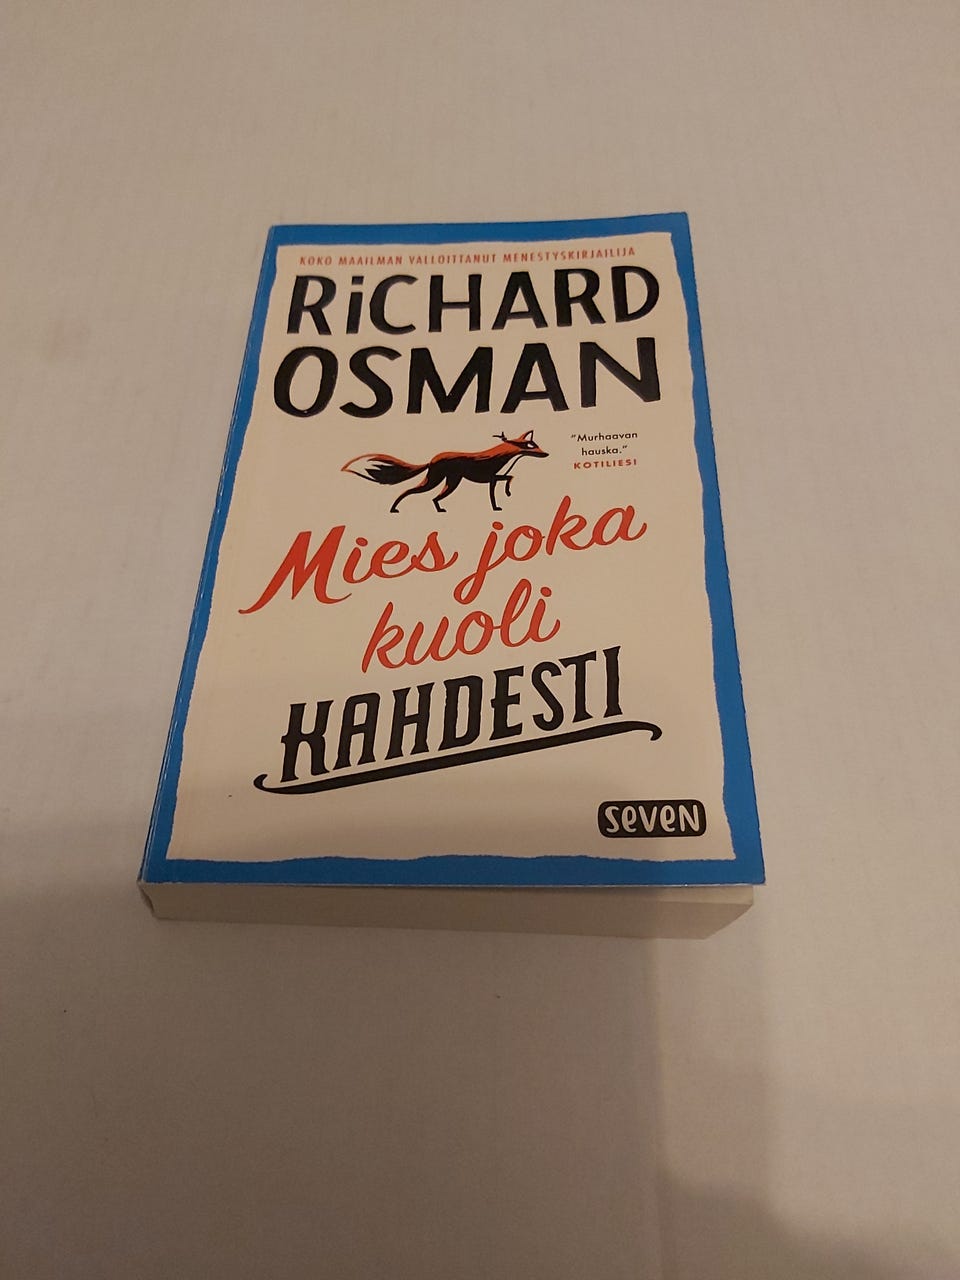 KOKO MAAILMAN VALLOITTANUT MENESTYSKIRJAILIJA
RiCHARD
OSMAN
"Murhaavan
hauska."
KOTILIESI
Mies joka
kuoli
KAHDESTI
seveN